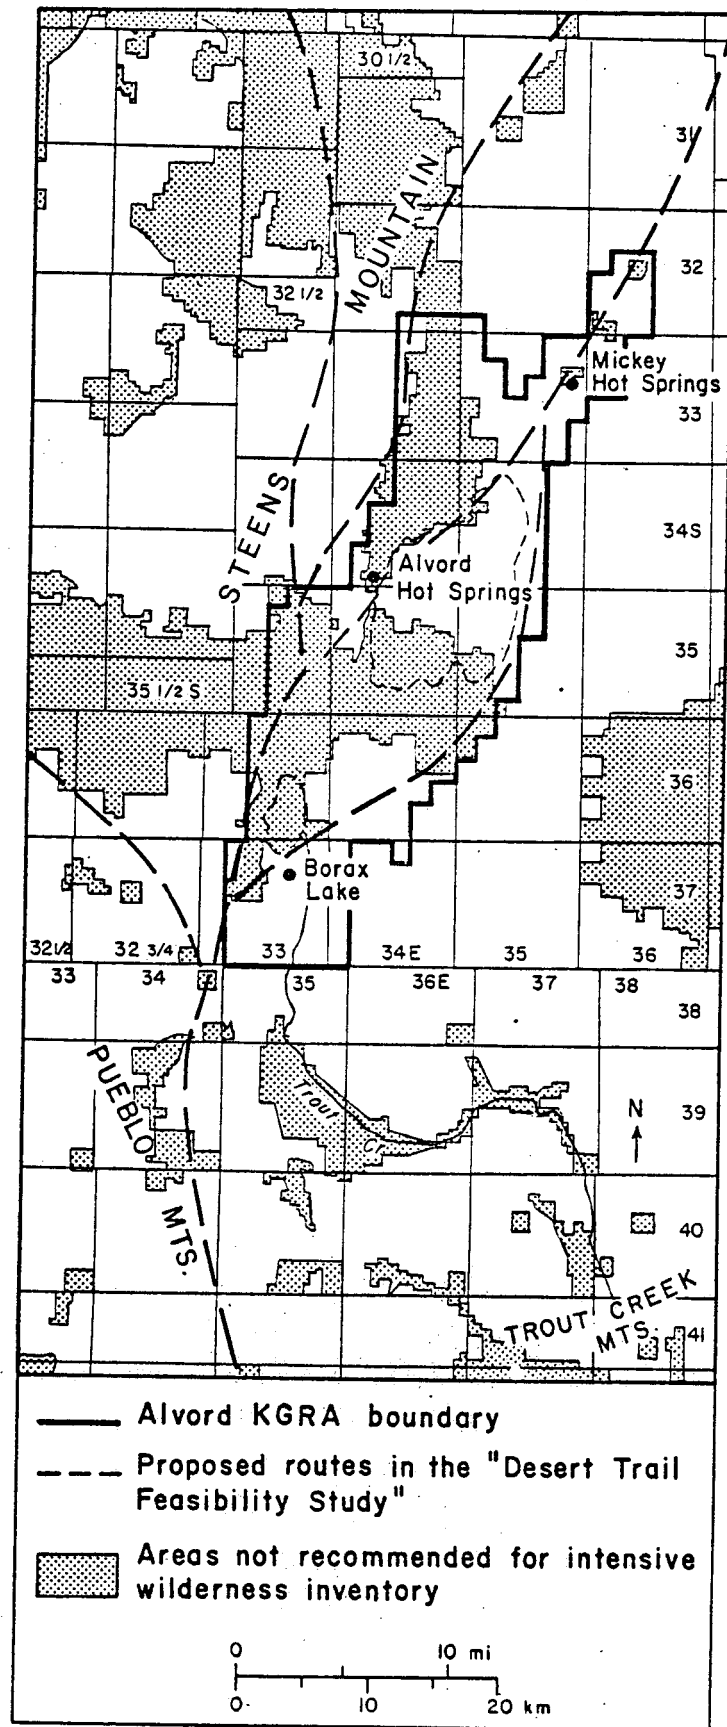 30 1/2
31
MOUNTAIN
32
32 1/2
Mickey
Hot Springs
33
STEENS
34S
Alvord
Hot Springs
35
35 1/2 S
36
Borax
Lake
37
32 1/2 32 3/4 33 34E 35 36
33 34 35 36E 37 38
38
PUEBLO MTS.
Trout Cr.
N
39
40
TROUT CREEK
MTS.
41
Alvord KGRA boundary
Proposed routes in the "Desert Trail
Feasibility Study"
Areas not recommended for intensive
wilderness inventory
0 10 mi
0 10 20 km